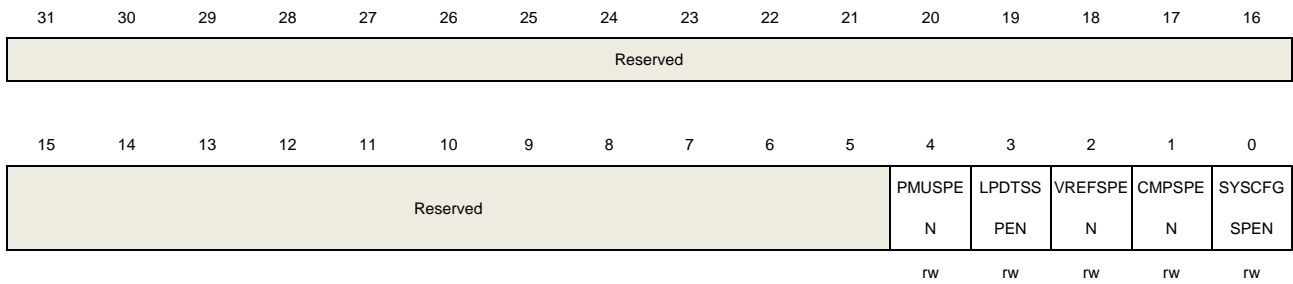 31 30 29 28 27 26 25 24 23 22 21 20 19 18 17 16
Reserved
15 14 13 12 11 10 9 8 7 6 5 4 3 2 1 0
Reserved PMUSPE LPDTSS VREFSPE CMPSPE SYSCFG
N PEN N N SPEN
rw rw rw rw rw